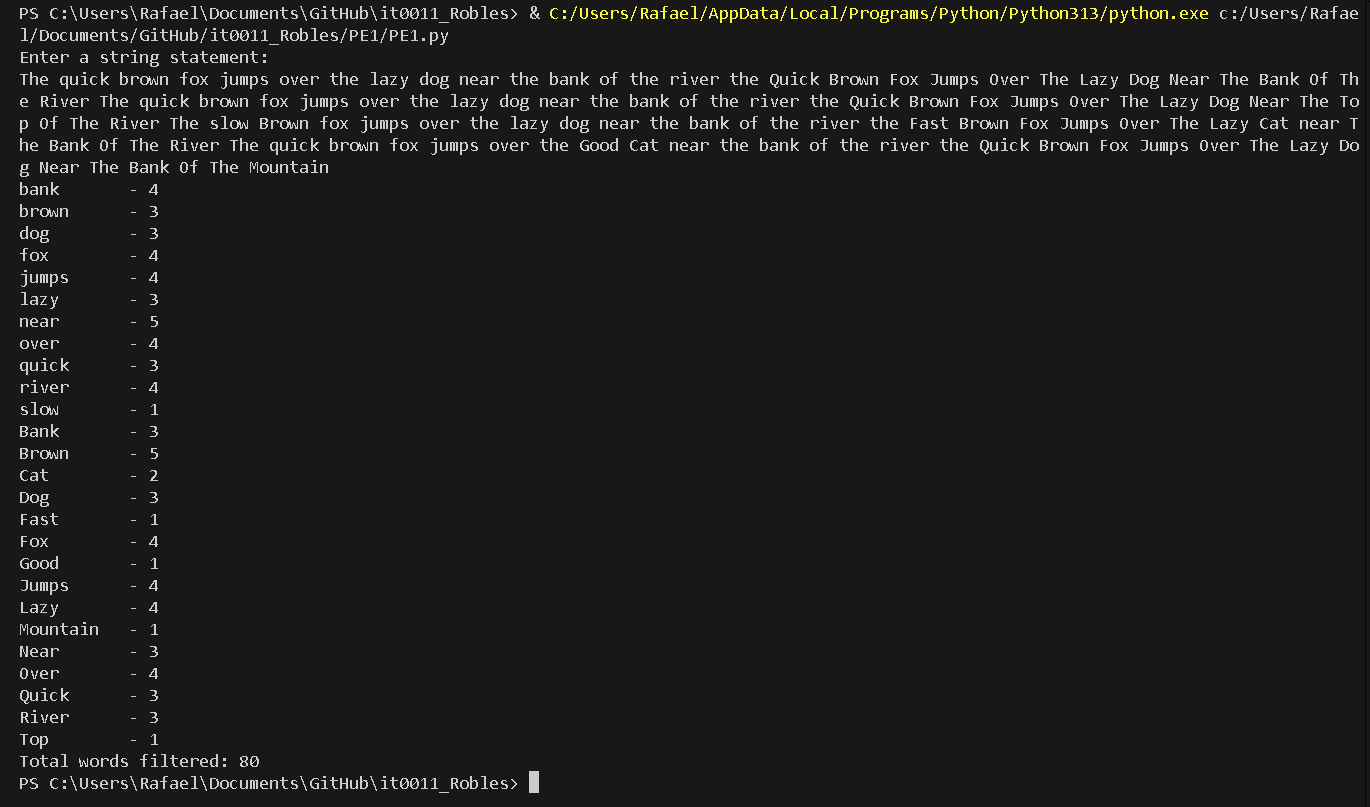 PS C:\Users\Rafael\Documents\GitHub\it0011_Robles> & C:/Users/Rafael/AppData/Local/Programs/Python/Python313/python.exe c:/Users/Rafae
l/Documents/GitHub/it0011_Robles/PE1/PE1.py
Enter a string statement:
The quick brown fox jumps over the lazy dog near the bank of the river the Quick Brown Fox Jumps Over The Lazy Dog Near The Bank Of Th
e River The quick brown fox jumps over the lazy dog near the bank of the river the Quick Brown Fox Jumps Over The Lazy Dog Near The To
p Of The River The slow Brown fox jumps over the lazy dog near the bank of the river the Fast Brown Fox Jumps Over The Lazy Cat near T
he Bank Of The River The quick brown fox jumps over the Good Cat near the bank of the river the Quick Brown Fox Jumps Over The Lazy Do
g Near The Bank Of The Mountain
bank       - 4
brown      - 3
dog        - 3
fox        - 4
jumps      - 4
lazy       - 3
near       - 5
over       - 4
quick      - 3
river      - 4
slow       - 1
Bank       - 3
Brown      - 5
Cat        - 2
Dog        - 3
Fast       - 1
Fox        - 4
Good       - 1
Jumps      - 4
Lazy       - 4
Mountain   - 1
Near       - 3
Over       - 4
Quick      - 3
River      - 3
Top        - 1
Total words filtered: 80
PS C:\Users\Rafael\Documents\GitHub\it0011_Robles>